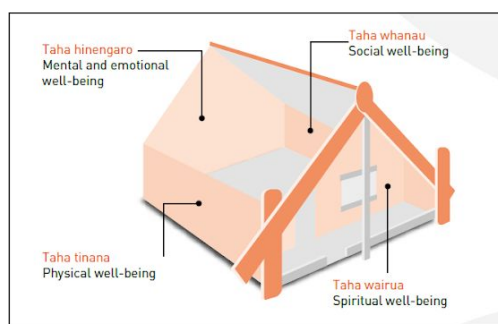 Taha hinengaro
Mental and emotional
well-being
Taha whanau
Social well-being
Taha tinana
Physical well-being
Taha wairua
Spiritual well-being